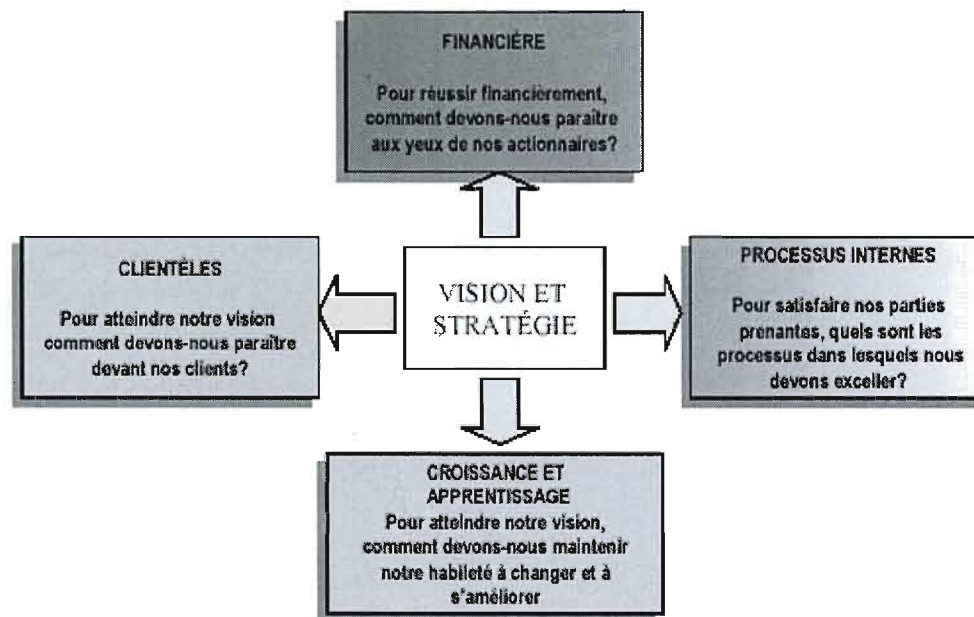 FINANCIÈRE
Pour réussir financièrement,
comment devons-nous paraître
aux yeux de nos actionnaires?
CLIENTÈLES
Pour atteindre notre vision
comment devons-nous paraître
devant nos clients?
VISION ET
STRATÉGIE
PROCESSUS INTERNES
Pour satisfaire nos parties
prenantes, quels sont les
processus dans lesquels nous
devons exceller?
CROISSANCE ET
APPRENTISSAGE
Pour atteindre notre vision,
comment devons-nous maintenir
notre habileté à changer et à
s'améliorer